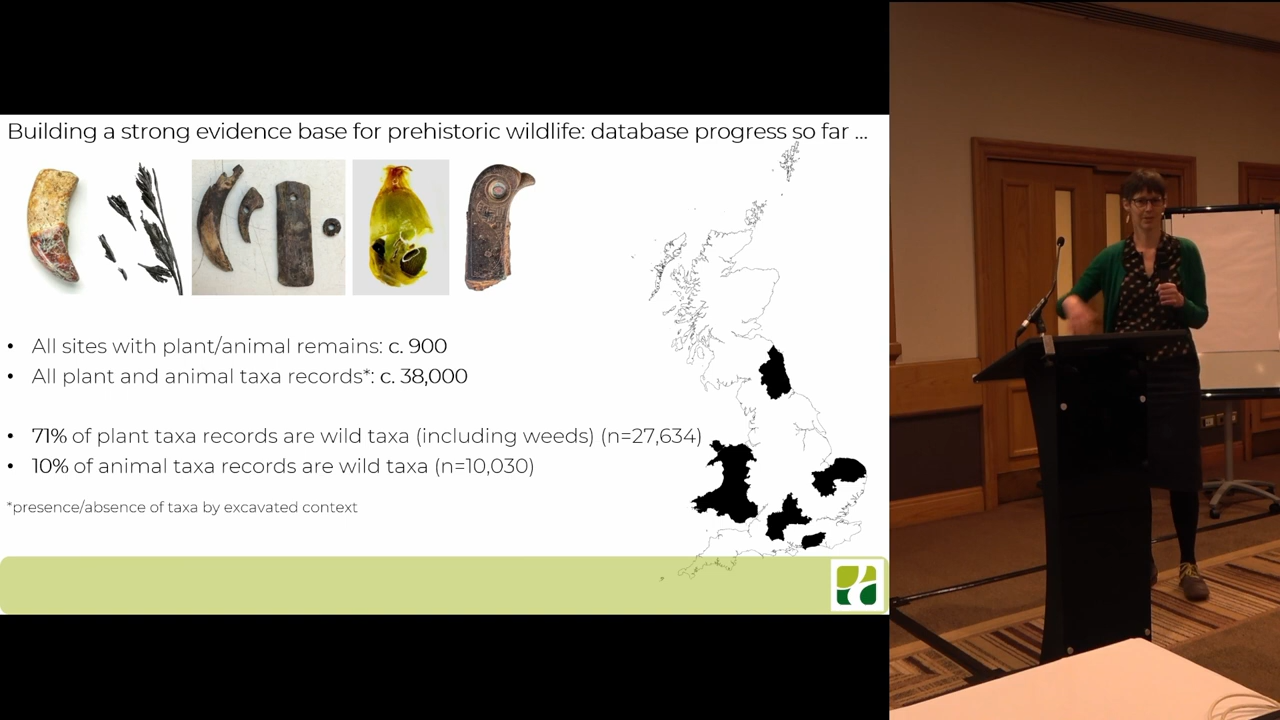 Building a strong evidence base for prehistoric wildlife: database progress so far ...
• All sites with plant/animal remains: c. 900
• All plant and animal taxa records*: c. 38,000
• 71% of plant taxa records are wild taxa (including weeds) (n=27,634)
• 10% of animal taxa records are wild taxa (n=10,030)
*presence/absence of taxa by excavated context